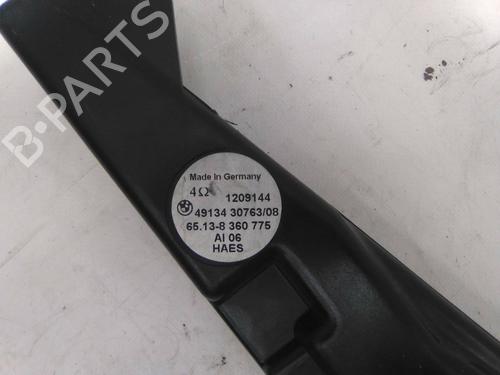 B-PARTS
Made In Germany
4Ω 1209144
49134 30763/08
65.13-8 360 775
AI 06
HAES